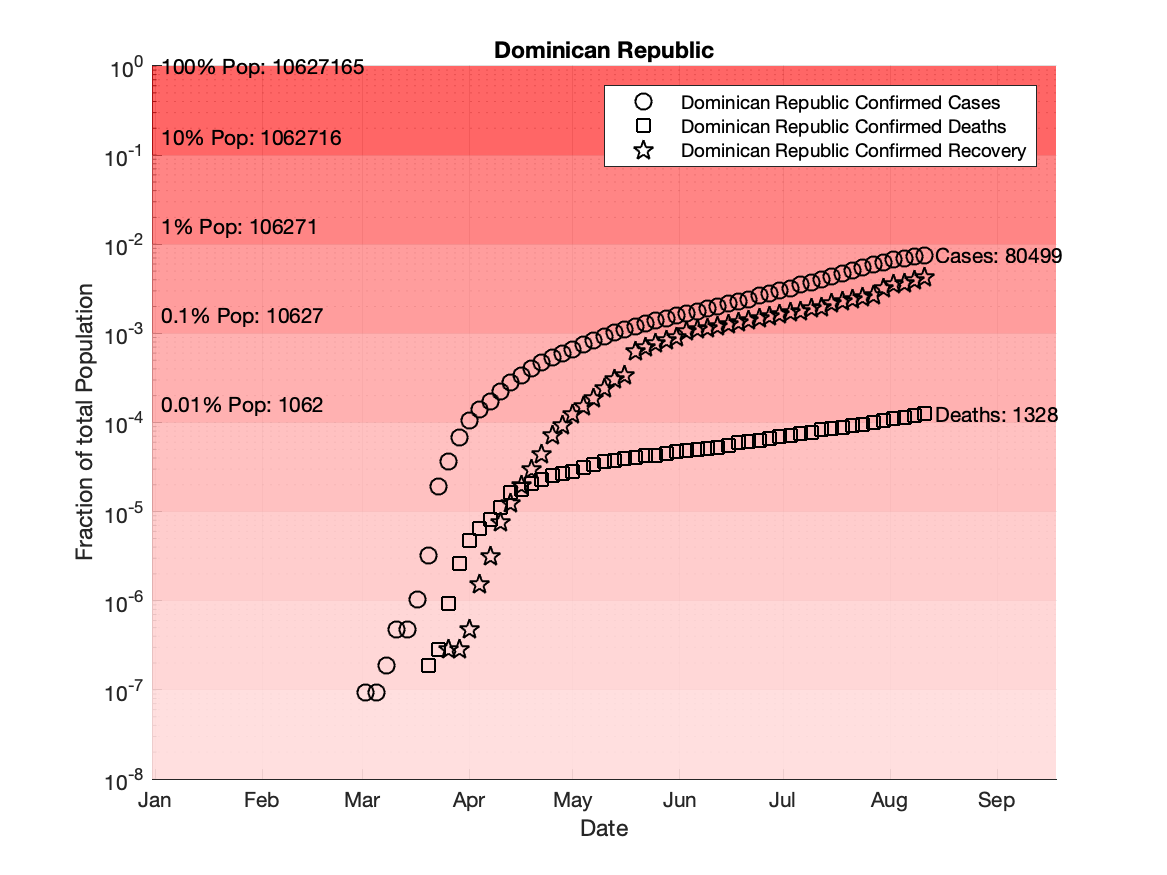 Dominican Republic
10^0
100% Pop: 10627165
Dominican Republic Confirmed Cases
Dominican Republic Confirmed Deaths
Dominican Republic Confirmed Recovery
10% Pop: 1062716
10^-1
1% Pop: 106271
10^-2
Cases: 80499
0.1% Pop: 10627
10^-3
0.01% Pop: 1062
10^-4
Deaths: 1328
10^-5
10^-6
10^-7
10^-8
Fraction of total Population
Jan Feb Mar Apr May Jun Jul Aug Sep
Date